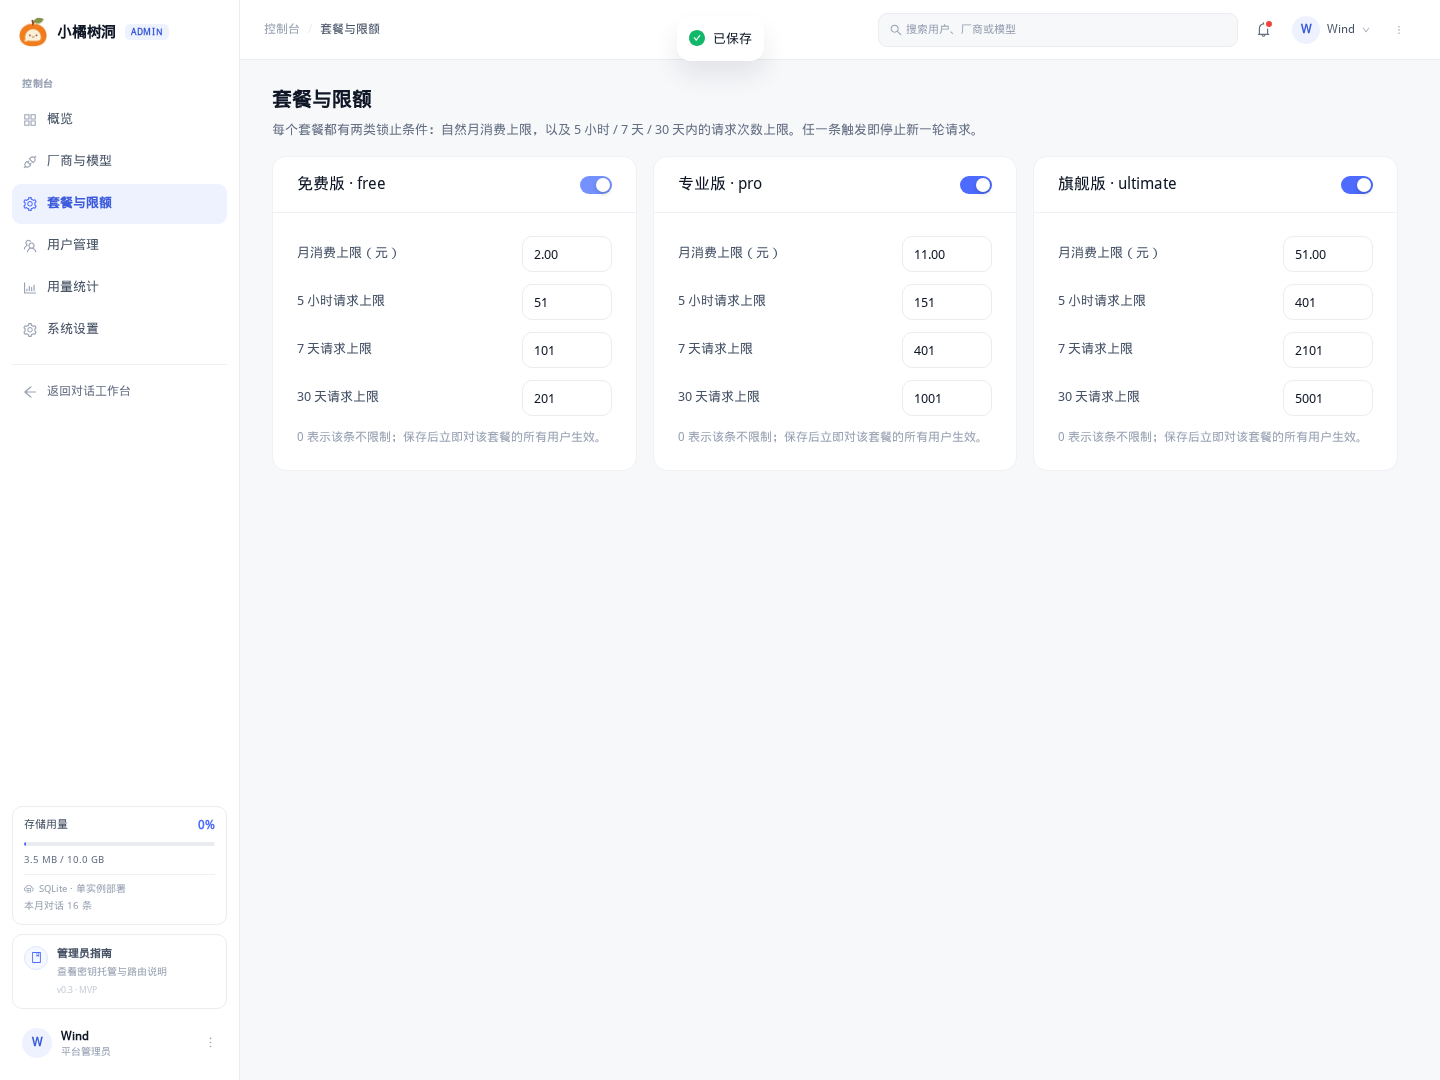 小橘树洞 ADMIN
控制台
概览
厂商与模型
套餐与限额
用户管理
用量统计
系统设置
返回对话工作台
存储用量 0%
3.5 MB / 10.0 GB
SQLite · 单实例部署
本月对话 16 条
管理员指南
查看密钥托管与路由说明
v0.3 · MVP
W Wind
平台管理员
控制台 / 套餐与限额
已保存
搜索用户、厂商或模型
W Wind
套餐与限额
每个套餐都有两类锁止条件：自然月消费上限，以及 5 小时 / 7 天 / 30 天内的请求次数上限。任一条触发即停止新一轮请求。
免费版 · free
月消费上限（元） 2.00
5 小时请求上限 51
7 天请求上限 101
30 天请求上限 201
0 表示该条不限制；保存后立即对该套餐的所有用户生效。
专业版 · pro
月消费上限（元） 11.00
5 小时请求上限 151
7 天请求上限 401
30 天请求上限 1001
0 表示该条不限制；保存后立即对该套餐的所有用户生效。
旗舰版 · ultimate
月消费上限（元） 51.00
5 小时请求上限 401
7 天请求上限 2101
30 天请求上限 5001
0 表示该条不限制；保存后立即对该套餐的所有用户生效。